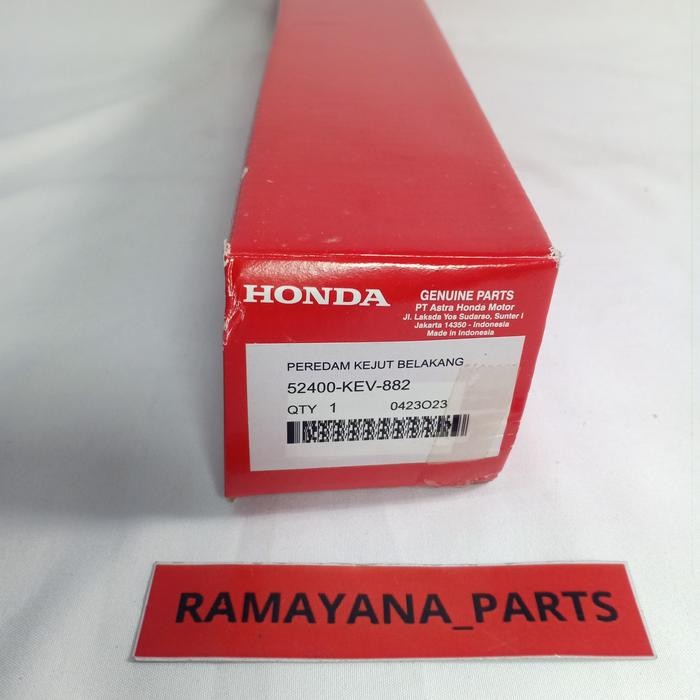 HONDA
GENUINE PARTS
PT Astra Honda Motor
Jl. Laksda Yos Sudarso, Sunter I
Jakarta 14350 - Indonesia
Made in Indonesia
PEREDAM KEJUT BELAKANG
52400-KEV-882
QTY 1 0423O23
RAMAYANA_PARTS